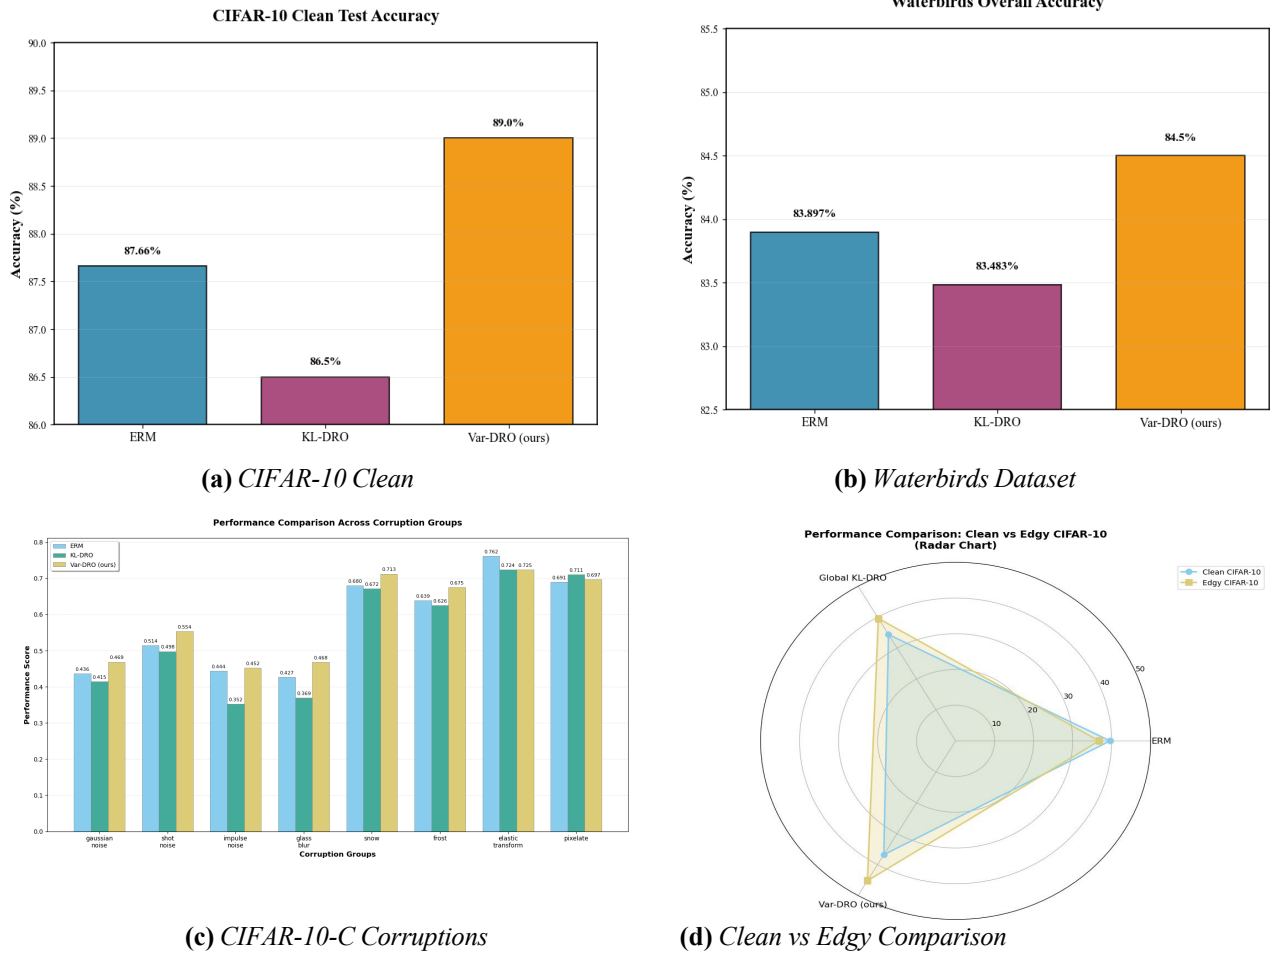 CIFAR-10 Clean Test Accuracy
90.0
89.5
89.0
88.5
88.0
87.5
87.0
86.5
86.0
Accuracy (%)
87.66%
86.5%
89.0%
ERM
KL-DRO
Var-DRO (ours)
(a) CIFAR-10 Clean
Waterbirds Overall Accuracy
85.5
85.0
84.5
84.0
83.5
83.0
82.5
Accuracy (%)
83.897%
83.483%
84.5%
ERM
KL-DRO
Var-DRO (ours)
(b) Waterbirds Dataset
Performance Comparison Across Corruption Groups
ERM
KL-DRO
Var-DRO (ours)
0.8
0.7
0.6
0.5
0.4
0.3
0.2
0.1
0.0
Performance Score
0.436
0.415
0.469
0.514
0.498
0.554
0.444
0.352
0.452
0.427
0.369
0.468
0.680
0.672
0.713
0.639
0.626
0.675
0.762
0.724
0.725
0.691
0.711
0.697
gaussian
noise
shot
noise
impulse
noise
glass
blur
snow
frost
elastic
transform
pixelate
Corruption Groups
(c) CIFAR-10-C Corruptions
Performance Comparison: Clean vs Edgy CIFAR-10
(Radar Chart)
Clean CIFAR-10
Edgy CIFAR-10
Global KL-DRO
50
40
30
20
10
ERM
Var-DRO (ours)
(d) Clean vs Edgy Comparison